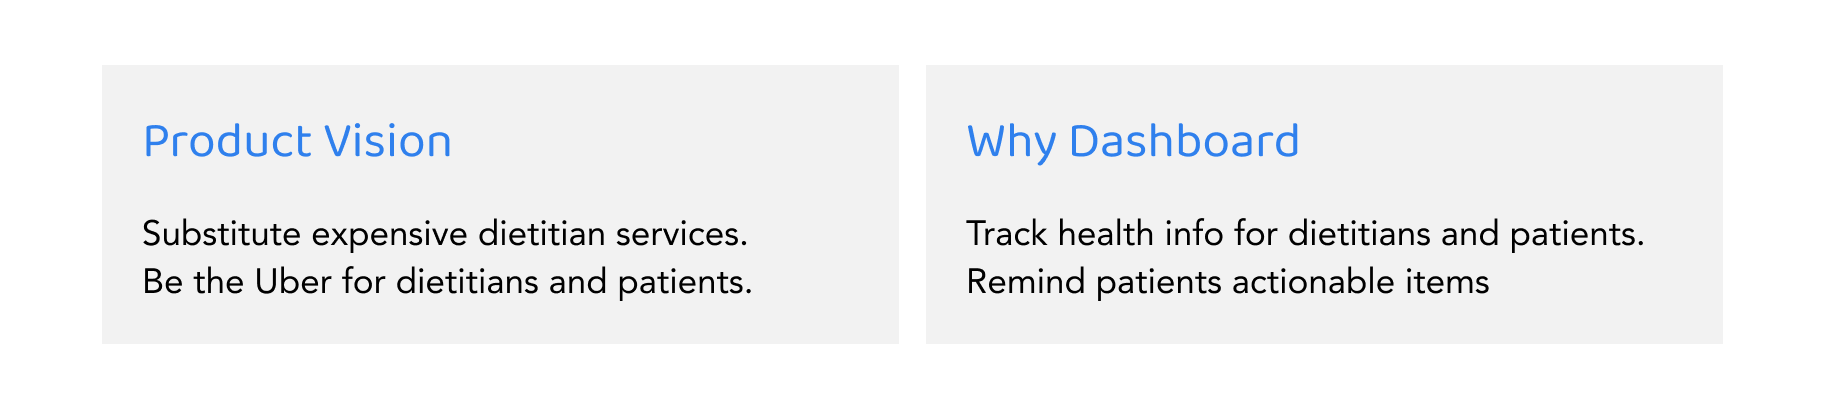 Product Vision
Substitute expensive dietitian services.
Be the Uber for dietitians and patients.
Why Dashboard
Track health info for dietitians and patients.
Remind patients actionable items